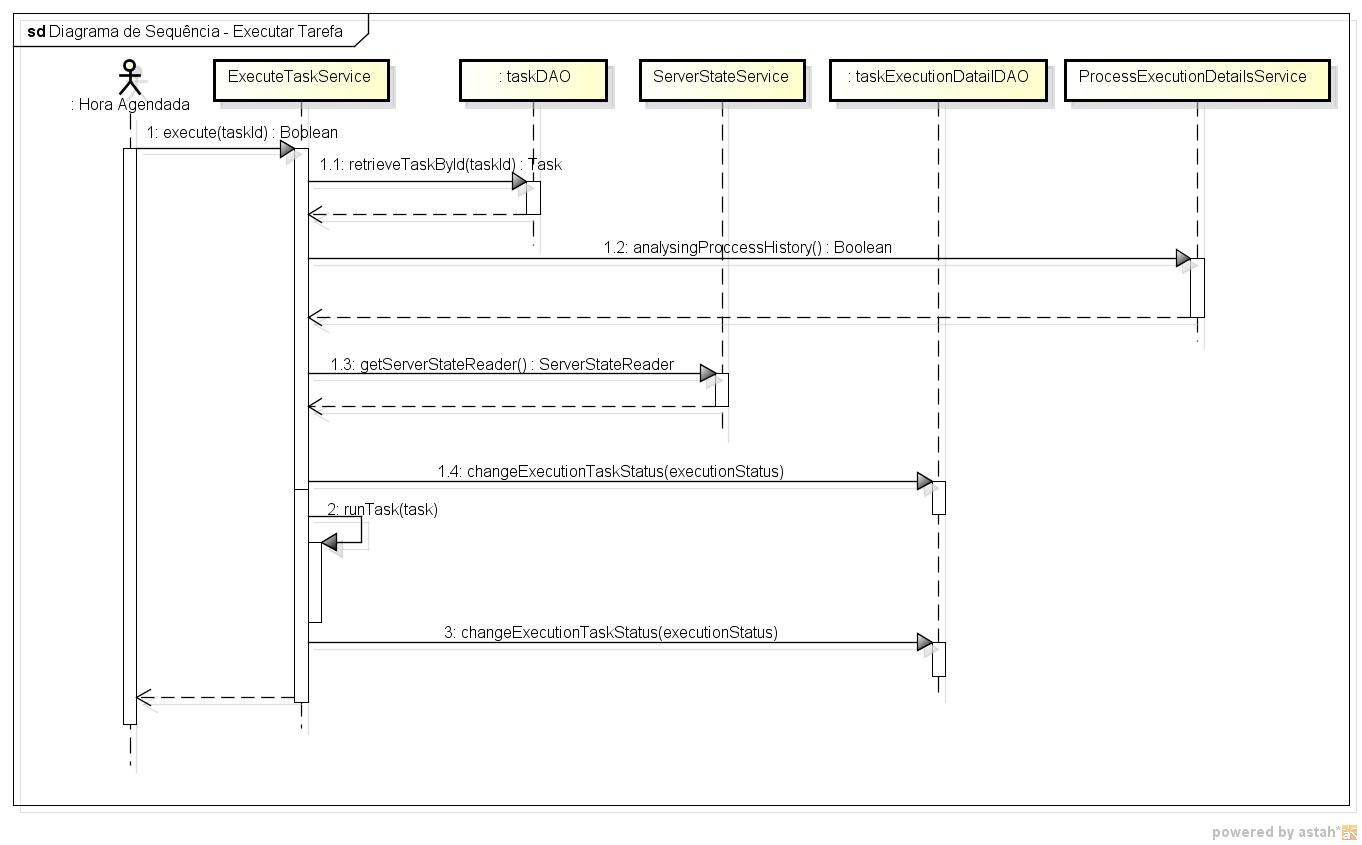 sd Diagrama de Sequência - Executar Tarefa
: Hora Agendada
ExecuteTaskService
: taskDAO
ServerStateService
: taskExecutionDatailDAO
ProcessExecutionDetailsService
1: execute(taskId) : Boolean
1.1: retrieveTaskById(taskId) : Task
1.2: analysingProccessHistory() : Boolean
1.3: getServerStateReader() : ServerStateReader
1.4: changeExecutionTaskStatus(executionStatus)
2: runTask(task)
3: changeExecutionTaskStatus(executionStatus)
powered by astah*